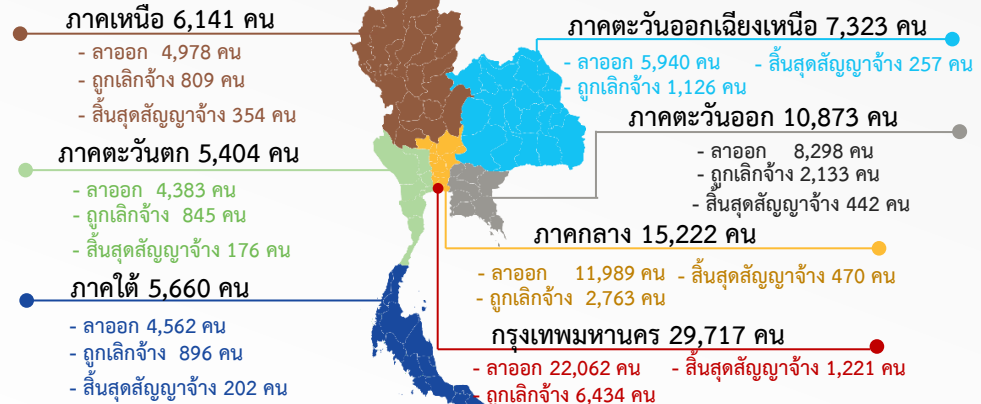 ภาคเหนือ 6,141 คน
- ลาออก 4,978 คน
- ถูกเลิกจ้าง 809 คน
- สิ้นสุดสัญญาจ้าง 354 คน
ภาคตะวันออกเฉียงเหนือ 7,323 คน
- ลาออก 5,940 คน - สิ้นสุดสัญญาจ้าง 257 คน
- ถูกเลิกจ้าง 1,126 คน
ภาคตะวันออก 10,873 คน
- ลาออก 8,298 คน
- ถูกเลิกจ้าง 2,133 คน
- สิ้นสุดสัญญาจ้าง 442 คน
ภาคตะวันตก 5,404 คน
- ลาออก 4,383 คน
- ถูกเลิกจ้าง 845 คน
- สิ้นสุดสัญญาจ้าง 176 คน
ภาคกลาง 15,222 คน
- ลาออก 11,989 คน - สิ้นสุดสัญญาจ้าง 470 คน
- ถูกเลิกจ้าง 2,763 คน
ภาคใต้ 5,660 คน
- ลาออก 4,562 คน
- ถูกเลิกจ้าง 896 คน
- สิ้นสุดสัญญาจ้าง 202 คน
กรุงเทพมหานคร 29,717 คน
- ลาออก 22,062 คน - สิ้นสุดสัญญาจ้าง 1,221 คน
- ถูกเลิกจ้าง 6,434 คน